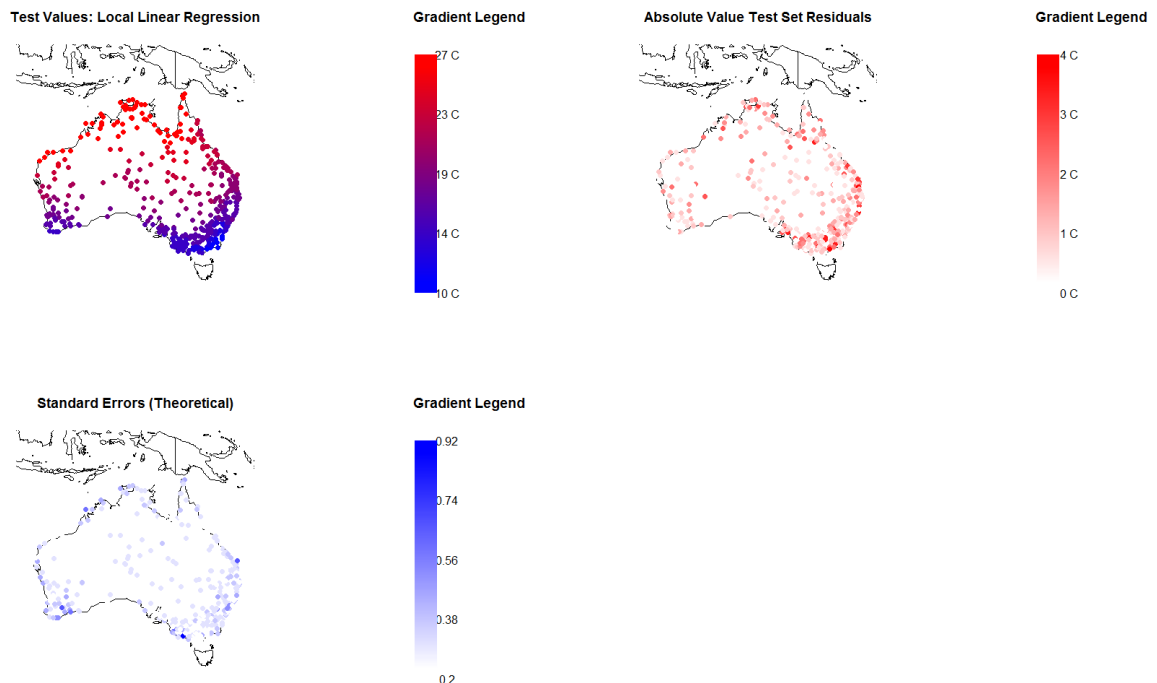 Test Values: Local Linear Regression
Gradient Legend
27 C
23 C
19 C
14 C
10 C
Absolute Value Test Set Residuals
Gradient Legend
4 C
3 C
2 C
1 C
0 C
Standard Errors (Theoretical)
Gradient Legend
0.92
0.74
0.56
0.38
0.2